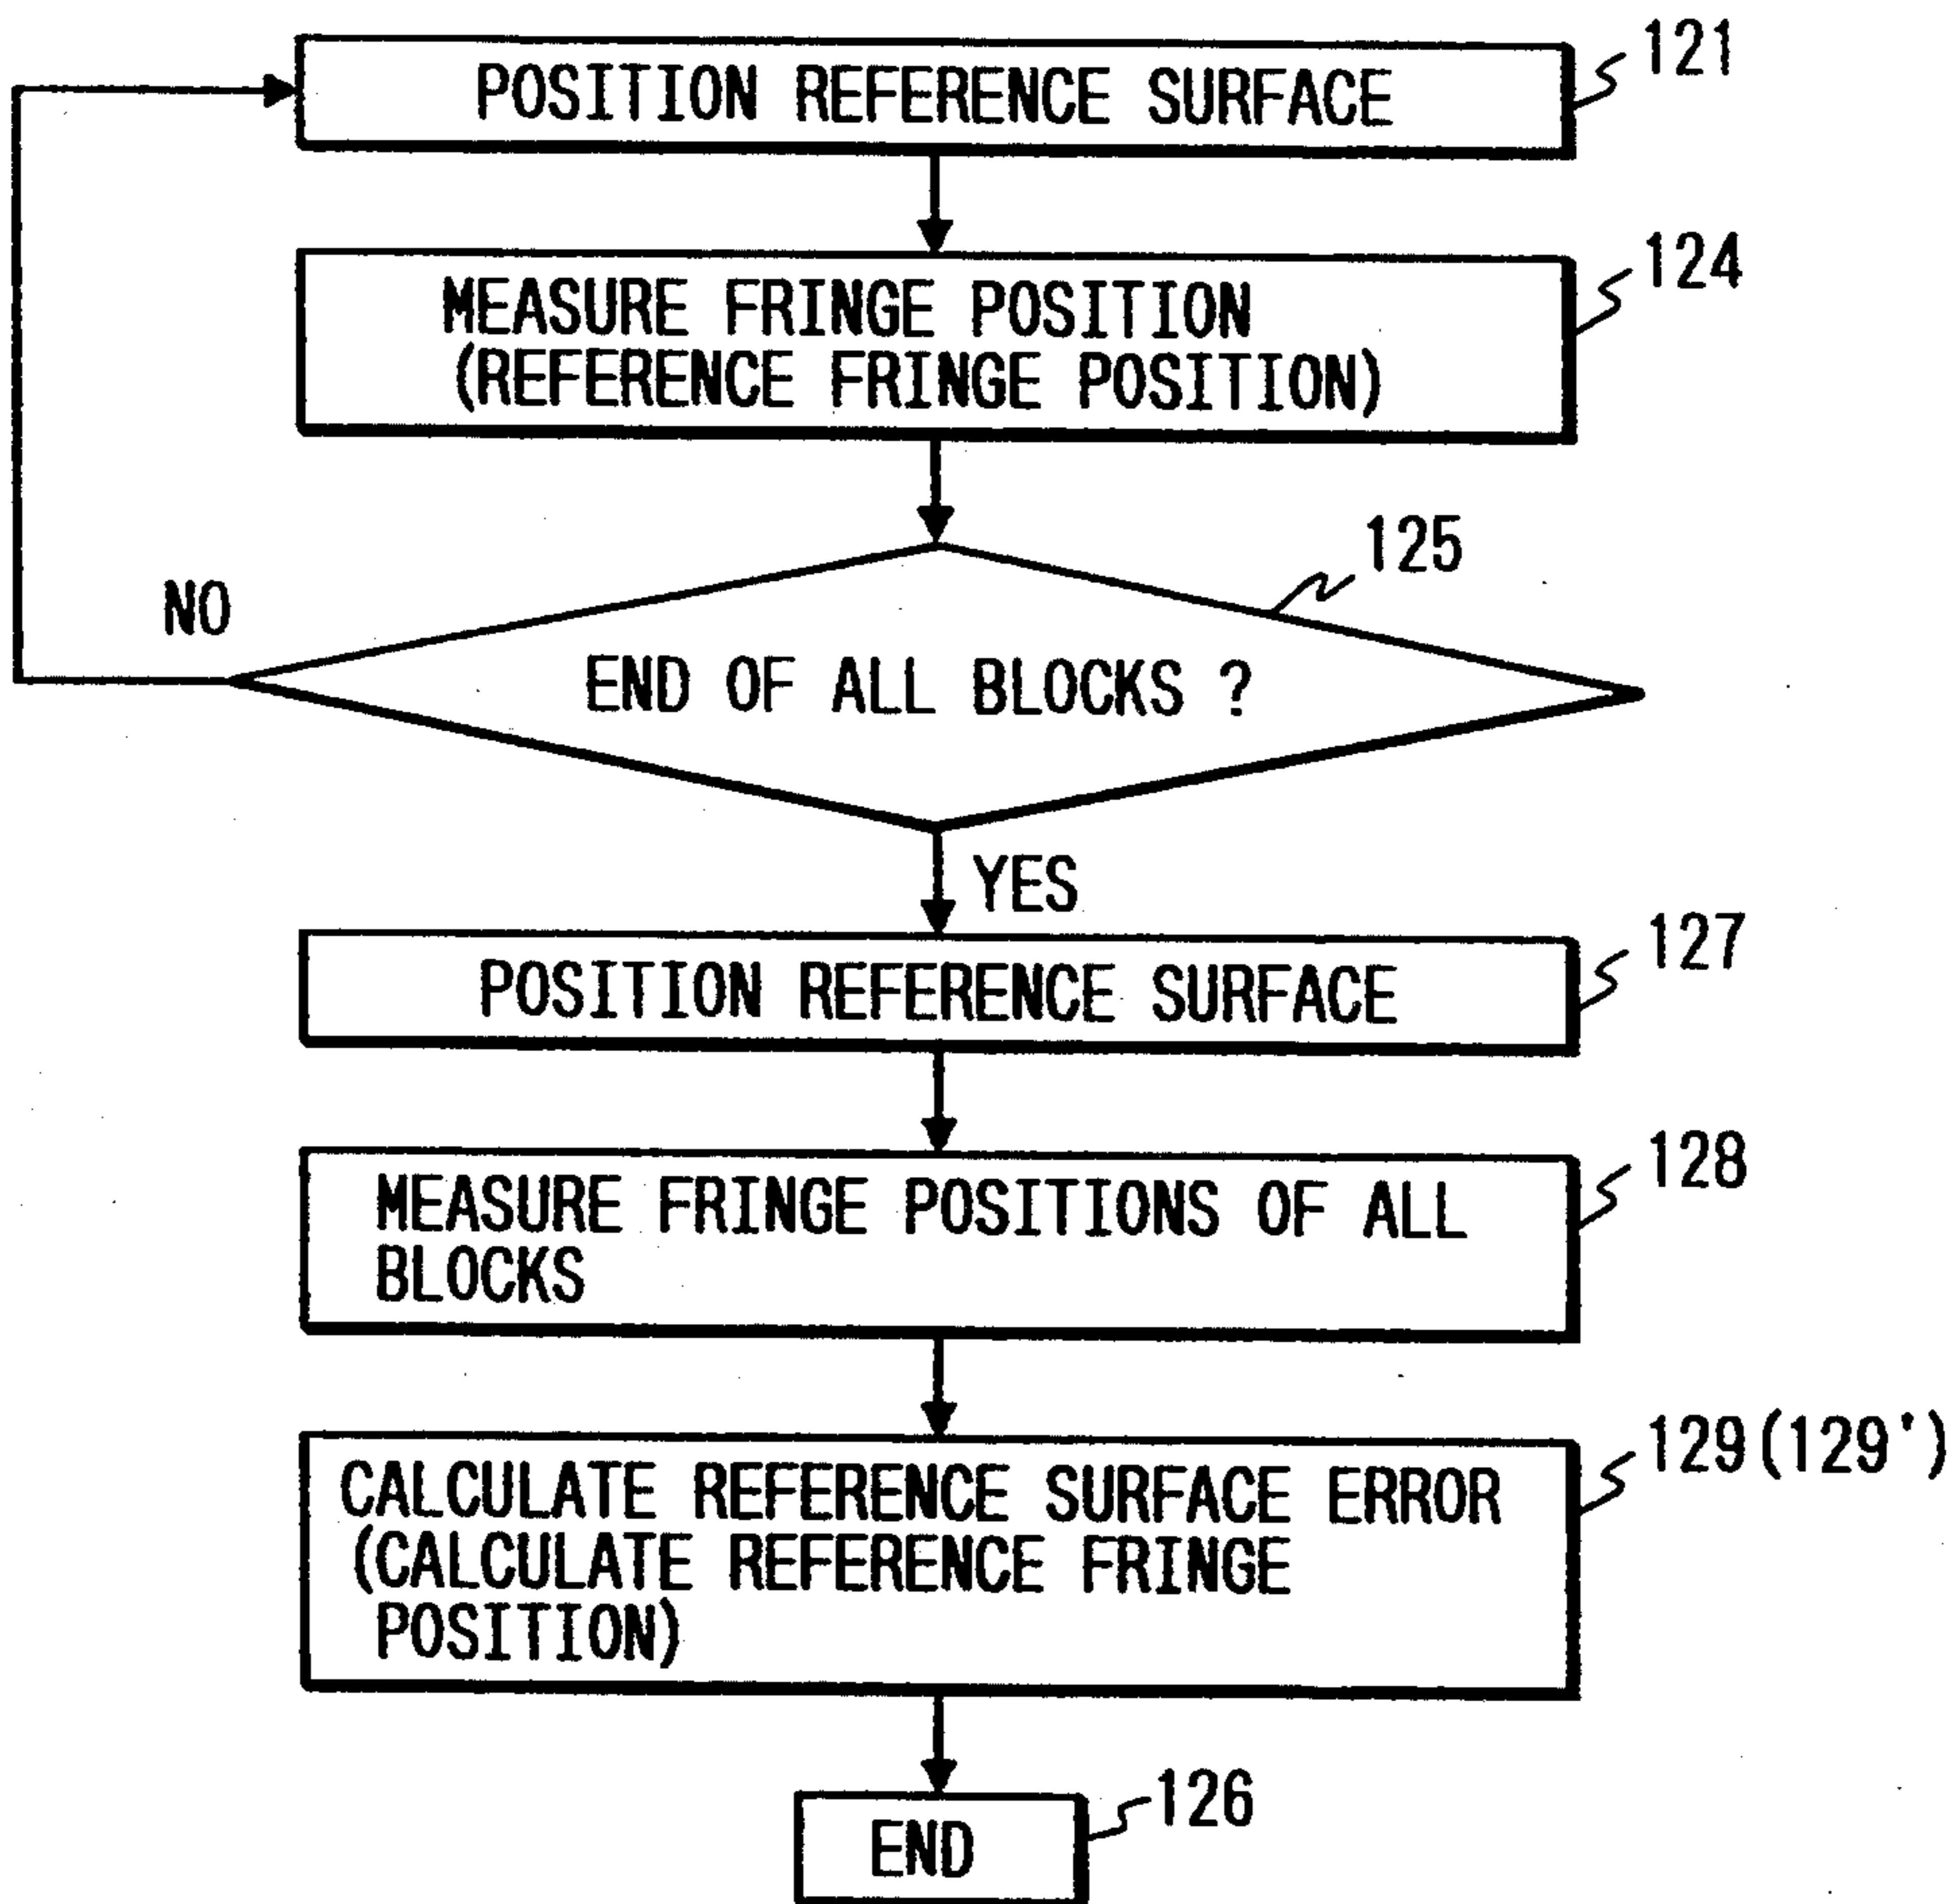 POSITION REFERENCE SURFACE
121
MEASURE FRINGE POSITION
(REFERENCE FRINGE POSITION)
124
125
NO
END OF ALL BLOCKS ?
YES
POSITION REFERENCE SURFACE
127
MEASURE FRINGE POSITIONS OF ALL
BLOCKS
128
CALCULATE REFERENCE SURFACE ERROR
(CALCULATE REFERENCE FRINGE
POSITION)
129(129')
END
126